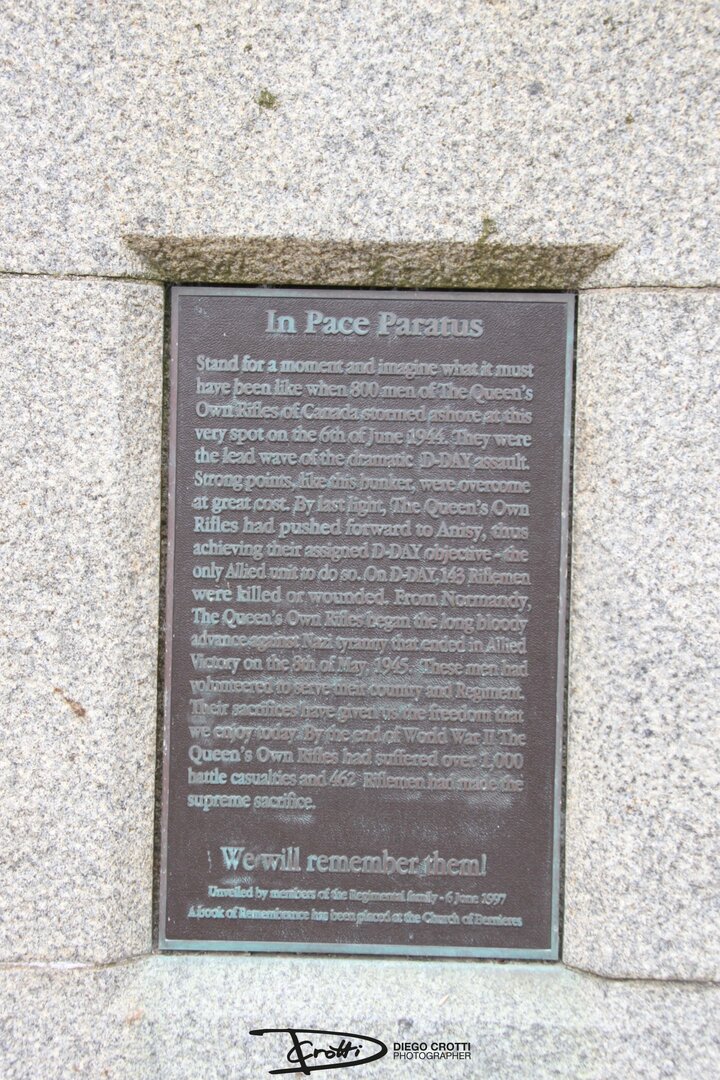 In Pace Paratus
Stand for a moment and imagine what it must
have been like when 800 men of The Queen's
Own Rifles of Canada stormed ashore at this
very spot on the 6th of June 1944. They were
the lead wave of the dramatic D-DAY assault.
Strong points, like this bunker, were overcome
at great cost. By last light, The Queen's Own
Rifles had pushed forward to Anisy, thus
achieving their assigned D-DAY objective - the
only Allied unit to do so. On D-DAY, 143 Riflemen
were killed or wounded. From Normandy,
The Queen's Own Rifles began the long bloody
advance against Nazi tyranny that ended in Allied
Victory on the 8th of May, 1945. These men had
volunteered to serve their country and Regiment.
Their sacrifices have given us the freedom that
we enjoy today. By the end of World War II The
Queen's Own Rifles had suffered over 1,000
battle casualties and 462 Riflemen had made the
supreme sacrifice.
We will remember them!
Unveiled by members of the Regimental family - 6 June 1997
A book of Remembrance has been placed at the Church of Bernieres
Crotti
DIEGO CROTTI
PHOTOGRAPHER